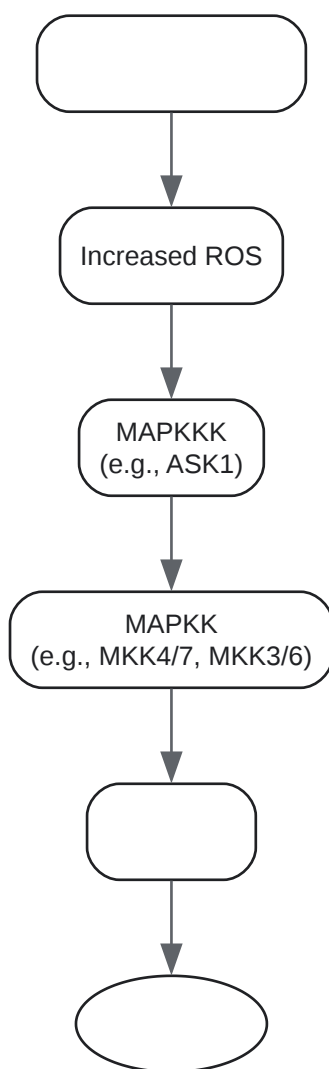 Increased ROS
MAPKKK
(e.g., ASK1)
MAPKK
(e.g., MKK4/7, MKK3/6)